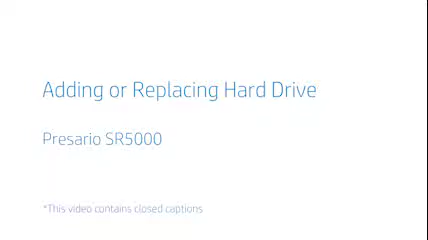 Adding or Replacing Hard Drive
Presario SR5000
*This video contains closed captions